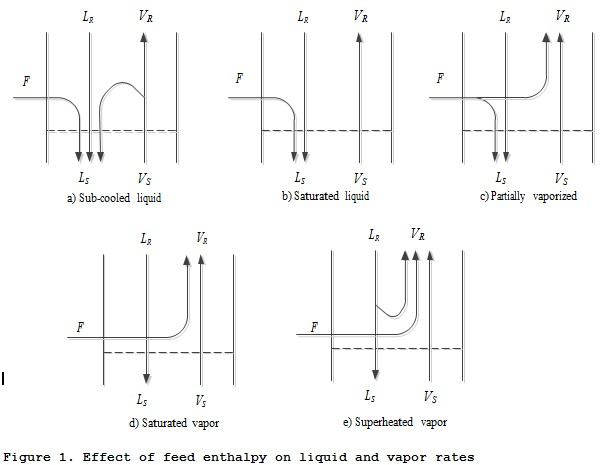 L_R V_R L_R V_R L_R V_R
F F F
L_S V_S L_S V_S L_S V_S
a) Sub-cooled liquid b) Saturated liquid c) Partially vaporized
L_R V_R L_R V_R
F F
L_S V_S L_S V_S
d) Saturated vapor e) Superheated vapor
Figure 1. Effect of feed enthalpy on liquid and vapor rates